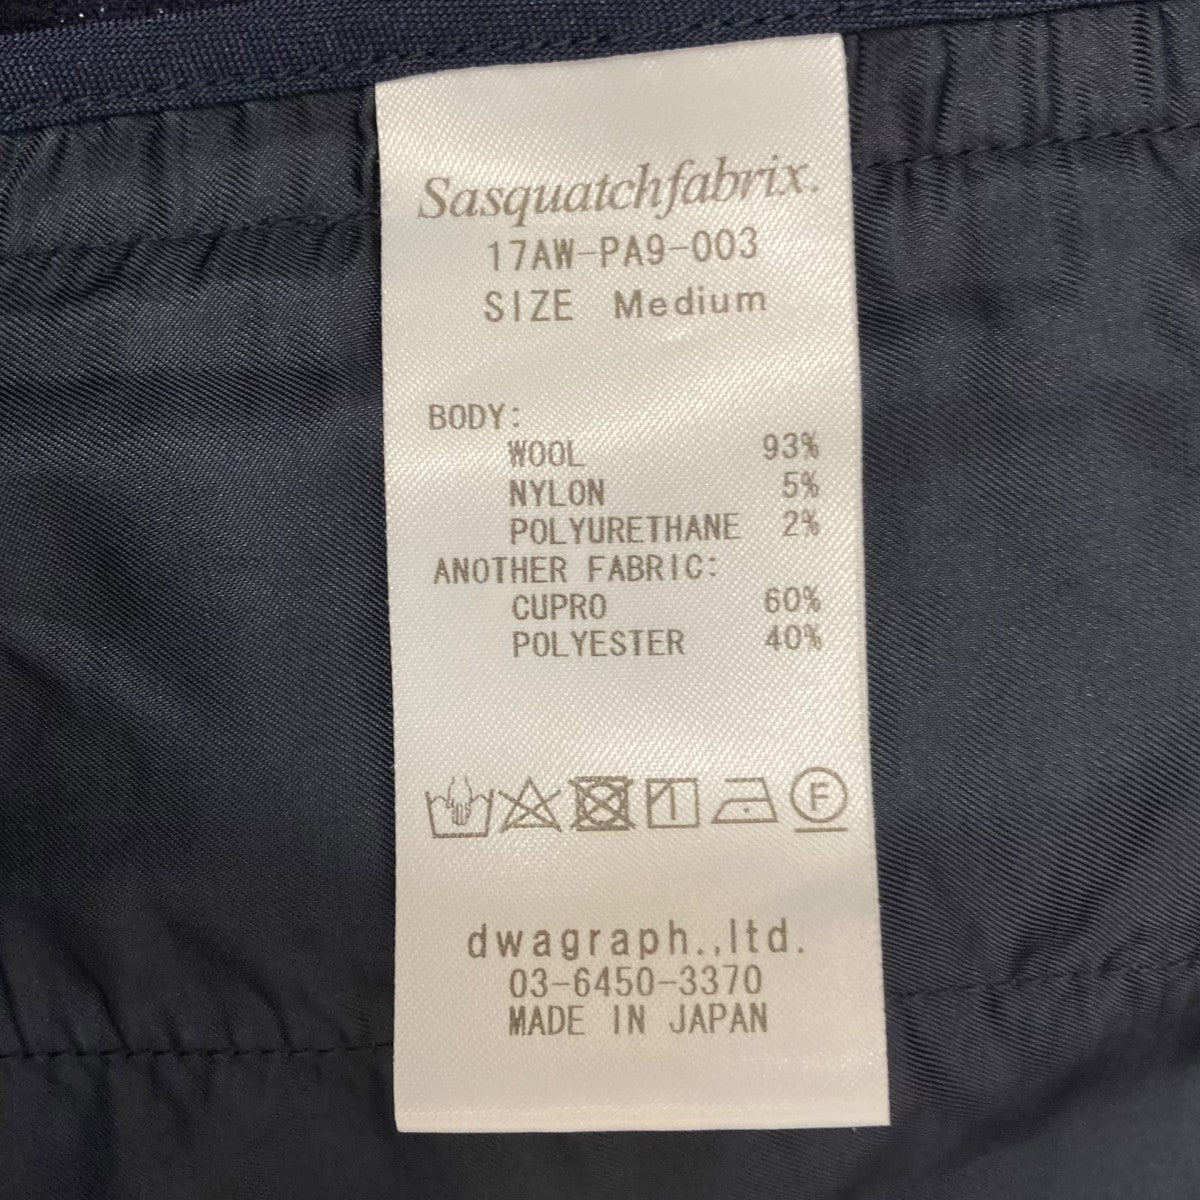 Sasquatchfabrix.
17AW-PA9-003
SIZE Medium
BODY:
WOOL 93%
NYLON 5%
POLYURETHANE 2%
ANOTHER FABRIC:
CUPRO 60%
POLYESTER 40%
F
dwagraph.,ltd.
03-6450-3370
MADE IN JAPAN